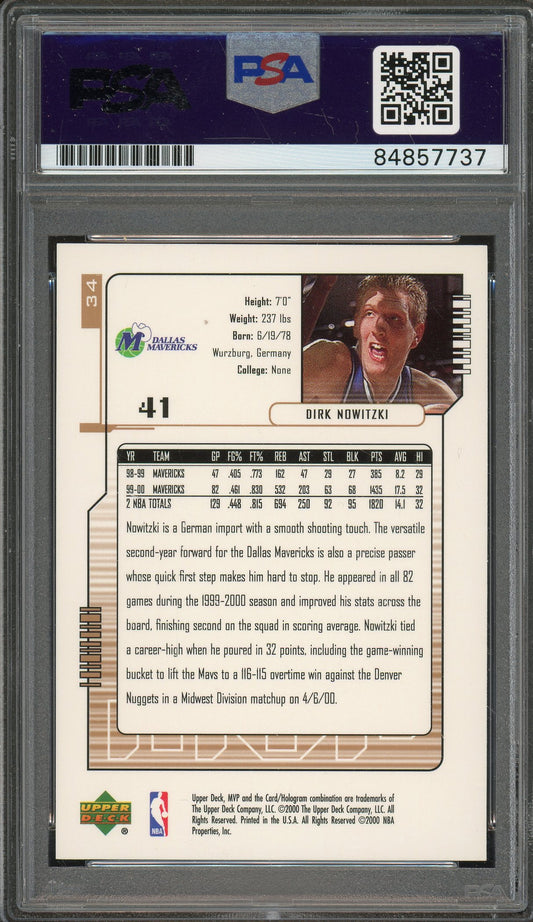 PSA
PSA
84857737
34
Height: 7'0"
Weight: 237 lbs
Born: 6/19/78
Wurzburg, Germany
College: None
M DALLAS
MAVERICKS
41
DIRK NOWITZKI
YR TEAM GP FG% FT% REB AST STL BLK PTS AVG HI
98-99 MAVERICKS 47 .405 .773 162 47 29 27 385 8.2 29
99-00 MAVERICKS 82 .461 .830 532 203 63 68 1435 17.5 32
2 NBA TOTALS 129 .448 .815 694 250 92 95 1820 14.1 32
Nowitzki is a German import with a smooth shooting touch. The versatile
second-year forward for the Dallas Mavericks is also a precise passer
whose quick first step makes him hard to stop. He appeared in all 82
games during the 1999-2000 season and improved his stats across the
board, finishing second on the squad in scoring average. Nowitzki tied
a career-high when he poured in 32 points, including the game-winning
bucket to lift the Mavs to a 116-115 overtime win against the Denver
Nuggets in a Midwest Division matchup on 4/6/00.
MVP
UPPER
DECK
®
NBA
Upper Deck, MVP and the Card/Hologram combination are trademarks of
The Upper Deck Company, LLC. ©2000 The Upper Deck Company, LLC. All
Rights Reserved. Printed in the U.S.A. All Rights Reserved ©2000 NBA
Properties, Inc.
PSA